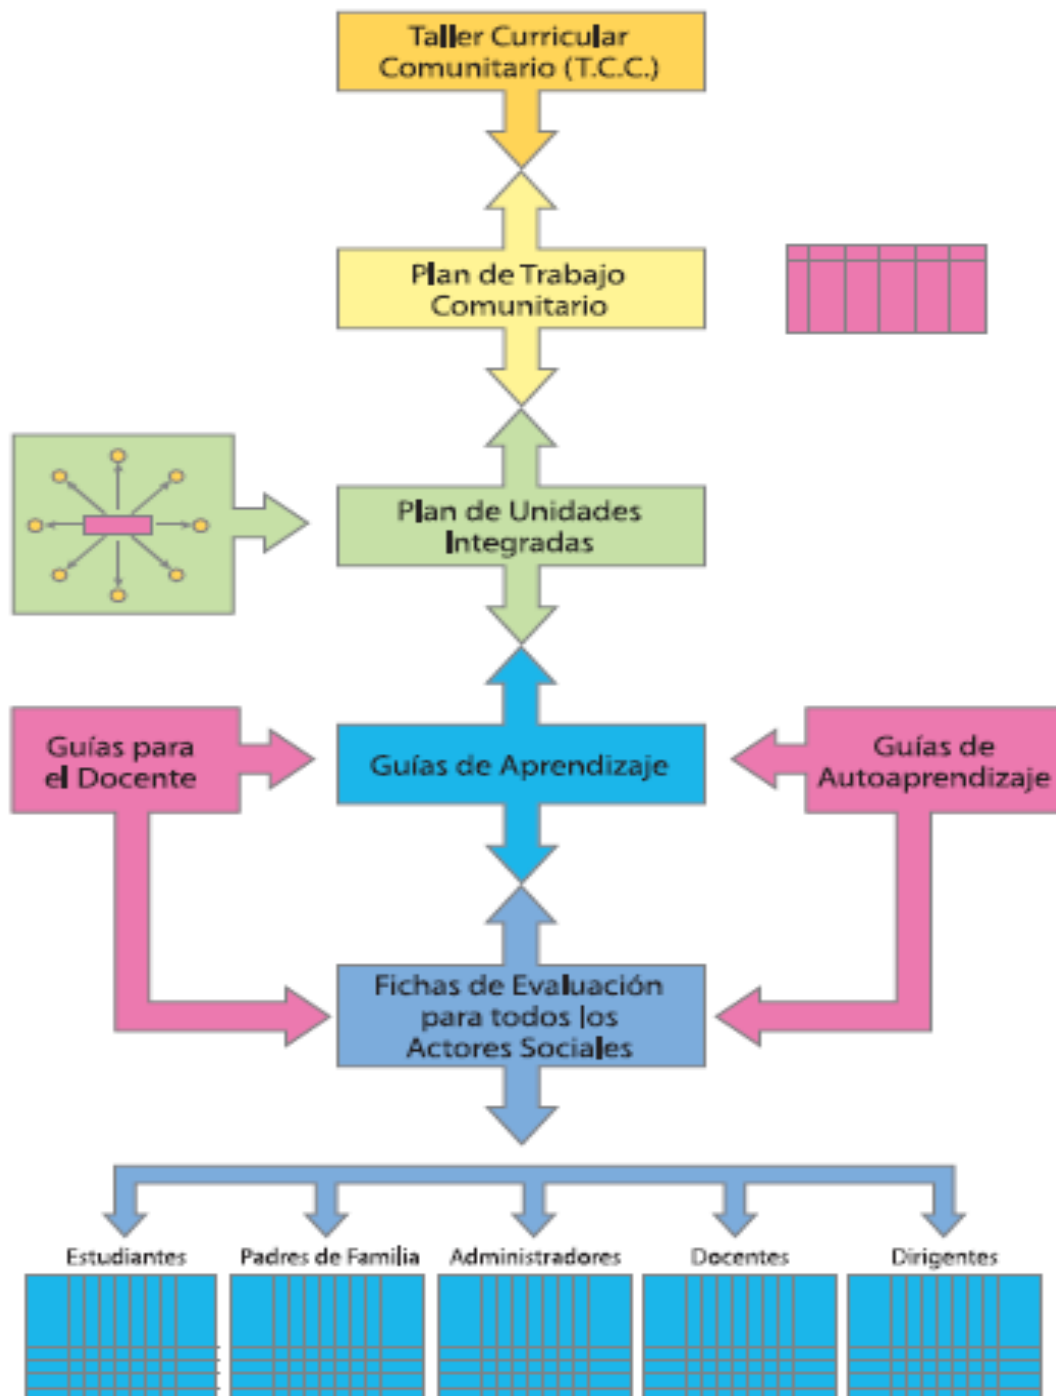 Taller Curricular
Comunitario (T.C.C.)
Plan de Trabajo
Comunitario
Plan de Unidades
Integradas
Guías para
el Docente
Guías de Aprendizaje
Guías de
Autoaprendizaje
Fichas de Evaluación
para todos los
Actores Sociales
Estudiantes
Padres de Familia
Administradores
Docentes
Dirigentes